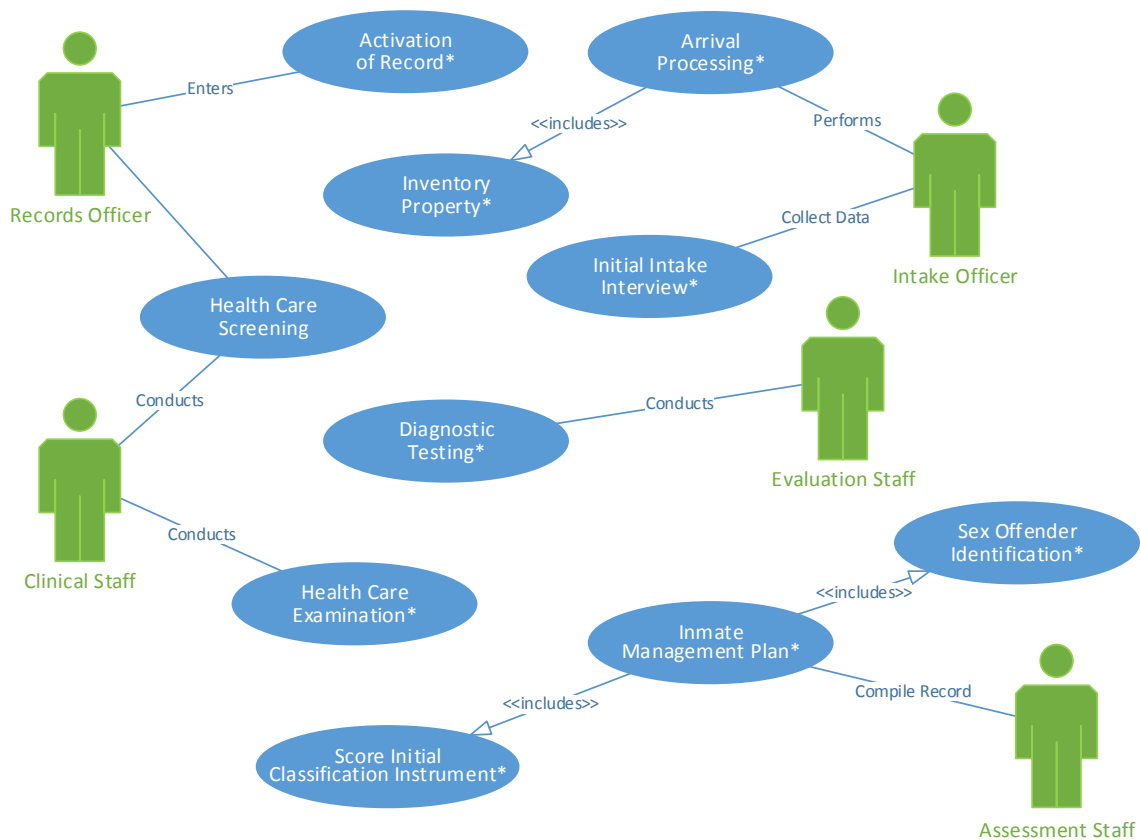 Activation
of Record*
Arrival
Processing*
Enters
<<includes>>
Performs
Inventory
Property*
Records Officer
Collect Data
Initial Intake
Interview*
Intake Officer
Health Care
Screening
Conducts
Conducts
Diagnostic
Testing*
Evaluation Staff
Conducts
Sex Offender
Identification*
Clinical Staff
Health Care
Examination*
<<includes>>
Inmate
Management Plan*
<<includes>>
Compile Record
Score Initial
Classification Instrument*
Assessment Staff